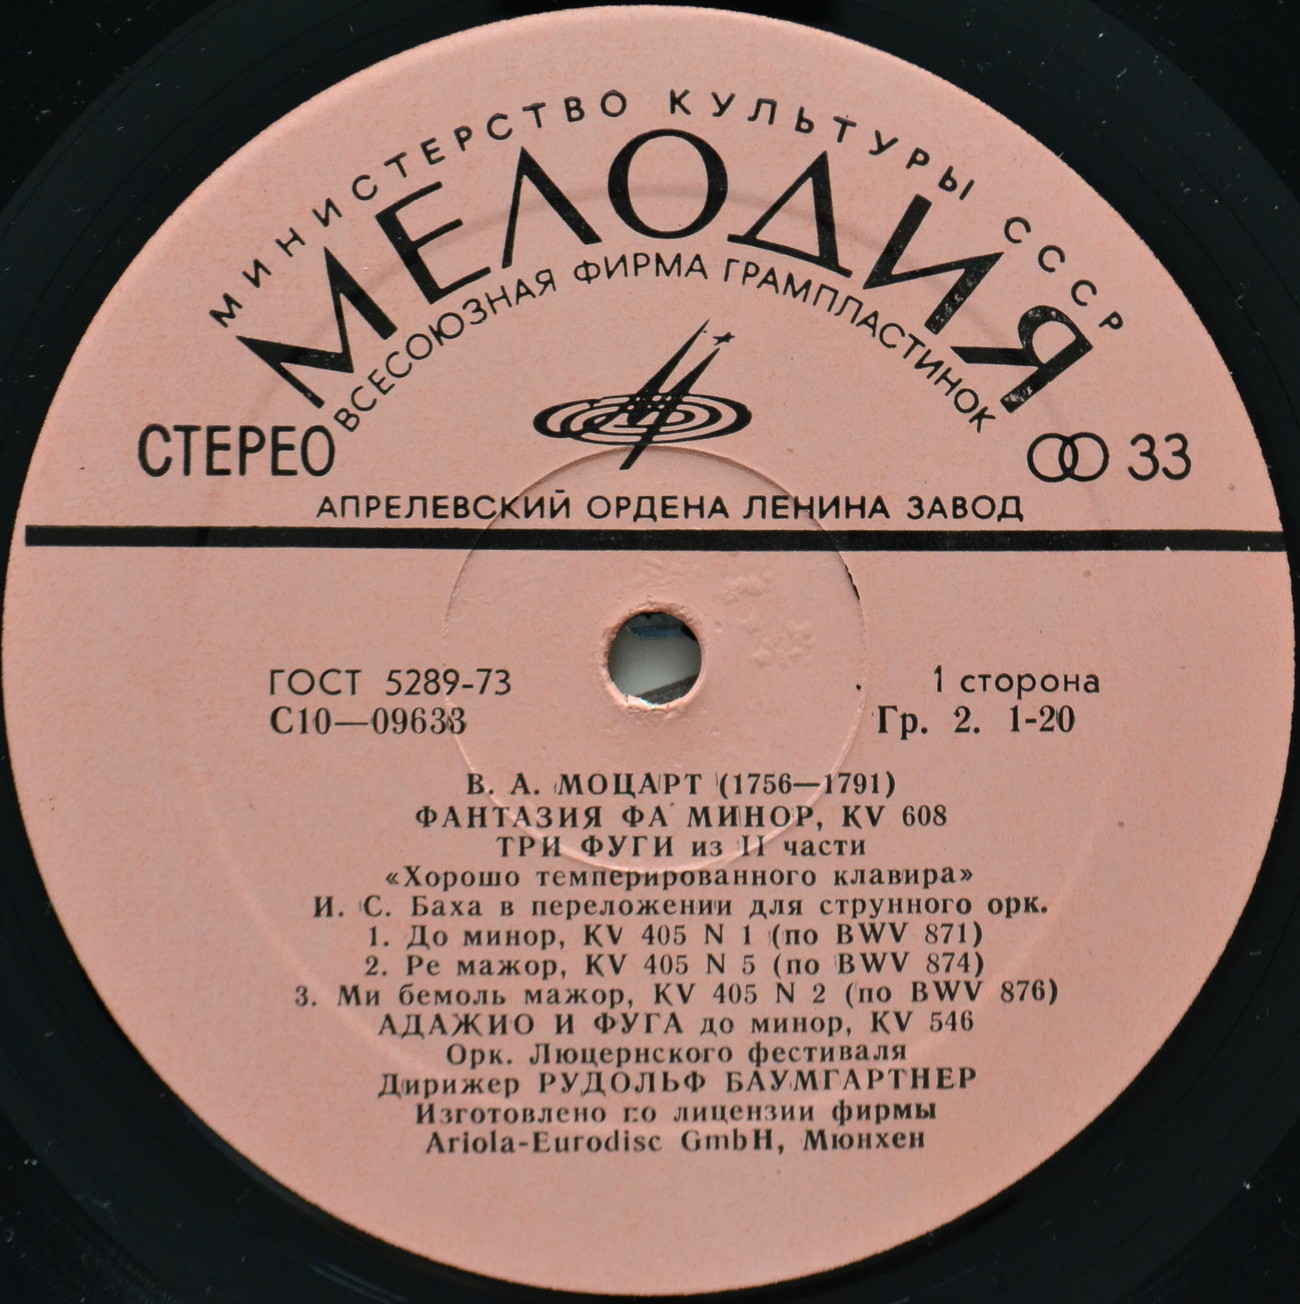 МИНИСТЕРСТВО КУЛЬТУРЫ СССР
МЕЛОДИЯ
ВСЕСОЮЗНАЯ ФИРМА ГРАМПЛАСТИНОК
СТЕРЕО
33
АПРЕЛЕВСКИЙ ОРДЕНА ЛЕНИНА ЗАВОД
ГОСТ 5289-73
1 сторона
С10—09633
Гр. 2. 1-20
В. А. МОЦАРТ (1756—1791)
ФАНТАЗИЯ ФА МИНОР, KV 608
ТРИ ФУГИ из II части
«Хорошо темперированного клавира»
И. С. Баха в переложении для струнного орк.
1. До минор, KV 405 N 1 (по BWV 871)
2. Ре мажор, KV 405 N 5 (по BWV 874)
3. Ми бемоль мажор, KV 405 N 2 (по BWV 876)
АДАЖИО И ФУГА до минор, KV 546
Орк. Люцернского фестиваля
Дирижер РУДОЛЬФ БАУМГАРТНЕР
Изготовлено по лицензии фирмы
Ariola-Eurodisc GmbH, Мюнхен